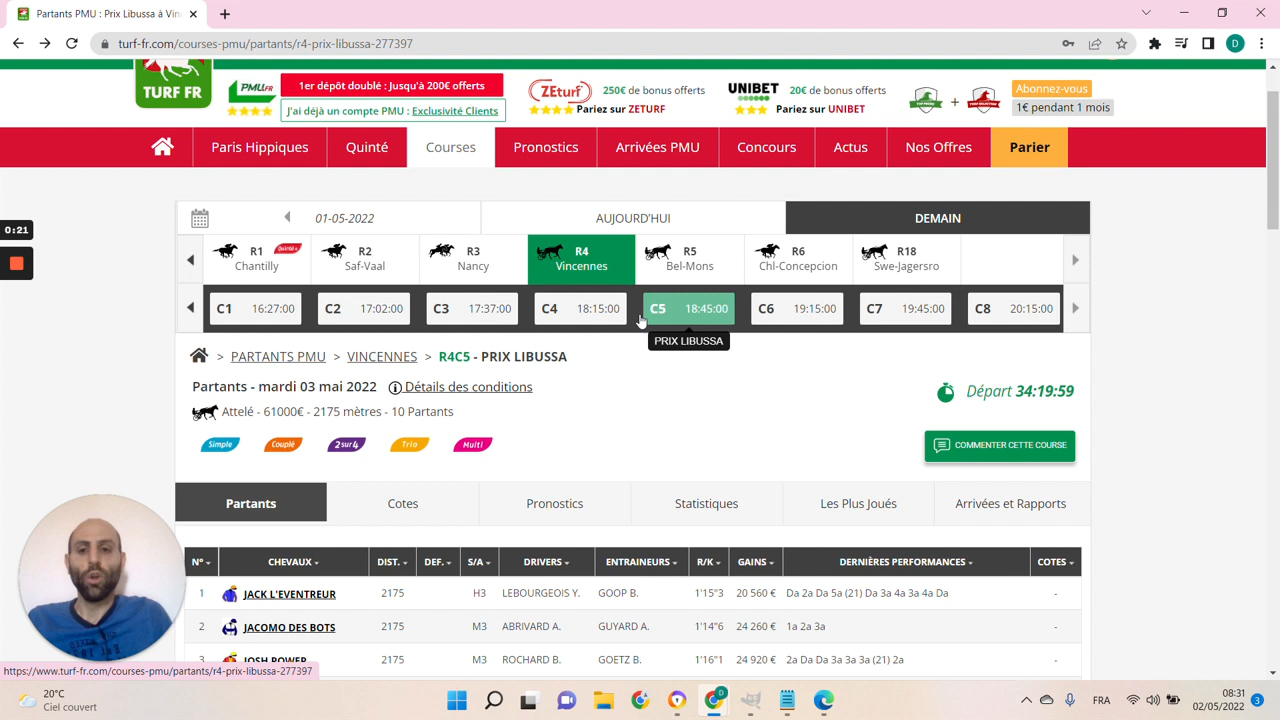 Partants PMU : Prix Libussa à Vin
turf-fr.com/courses-pmu/partants/r4-prix-libussa-277397
D
TURF FR
PMU.FR
1er dépôt doublé : Jusqu'à 200€ offerts
J'ai déjà un compte PMU : Exclusivité Clients
ZEturf
250€ de bonus offerts
Pariez sur ZETURF
UNIBET
20€ de bonus offerts
Pariez sur UNIBET
+
Abonnez-vous
1€ pendant 1 mois
Paris Hippiques Quinté Courses Pronostics Arrivées PMU Concours Actus Nos Offres Parier
0:21
01-05-2022 AUJOURD'HUI DEMAIN
R1 Quinté+ R2 R3 R4 R5 R6 R18
Chantilly Saf-Vaal Nancy Vincennes Bel-Mons Chl-Concepcion Swe-Jagersro
C1 16:27:00 C2 17:02:00 C3 17:37:00 C4 18:15:00 C5 18:45:00 C6 19:15:00 C7 19:45:00 C8 20:15:00
PRIX LIBUSSA
> PARTANTS PMU > VINCENNES > R4C5 - PRIX LIBUSSA
Partants - mardi 03 mai 2022 Détails des conditions
Départ 34:19:59
Attelé - 61000€ - 2175 mètres - 10 Partants
Simple Couplé 2sur4 Trio Multi
COMMENTER CETTE COURSE
Partants Cotes Pronostics Statistiques Les Plus Joués Arrivées et Rapports
N° CHEVAUX DIST. DEF. S/A DRIVERS ENTRAINEURS R/K GAINS DERNIÈRES PERFORMANCES COTES
1 JACK L'EVENTREUR 2175 H3 LEBOURGEOIS Y. GOOP B. 1'15"3 20 560 € Da 2a Da 5a (21) Da 3a 4a 3a 4a Da -
2 JACOMO DES BOTS 2175 M3 ABRIVARD A. GUYARD A. 1'14"6 24 260 € 1a 2a 3a -
3 JOSH POWER 2175 M3 ROCHARD B. GOETZ B. 1'16"1 24 920 € 2a Da Da 3a 3a 3a (21) 2a -
https://www.turf-fr.com/courses-pmu/partants/r4-prix-libussa-277397
20°C
Ciel couvert
D
FRA
08:31
02/05/2022
3